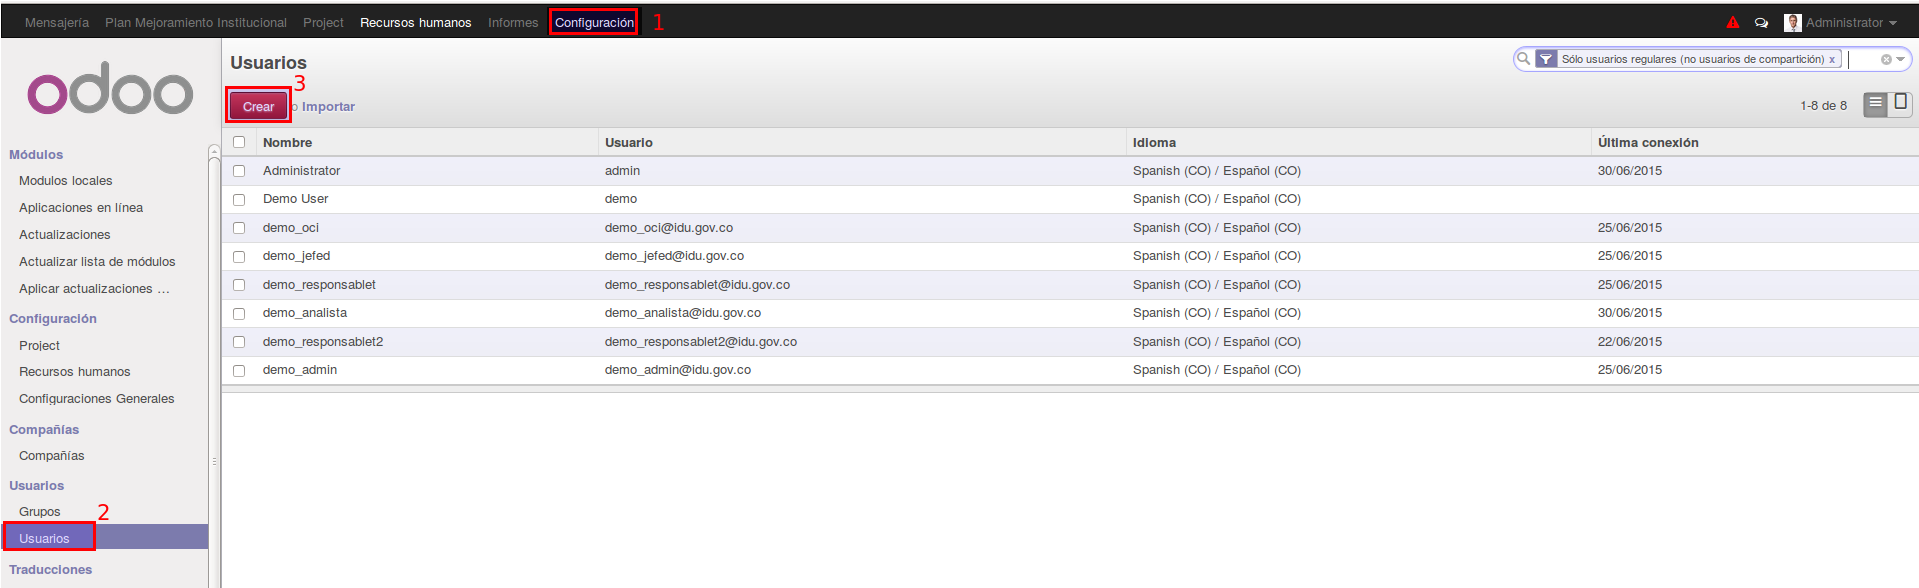 Mensajería Plan Mejoramiento Institucional Project Recursos humanos Informes Configuración 1 Administrator
odoo
Usuarios
Sólo usuarios regulares (no usuarios de compartición) x
3
Crear o Importar
1-8 de 8
Módulos
Modulos locales
Aplicaciones en línea
Actualizaciones
Actualizar lista de módulos
Aplicar actualizaciones ...
Configuración
Project
Recursos humanos
Configuraciones Generales
Compañías
Compañías
Usuarios
Grupos
2
Usuarios
Traducciones
Nombre Usuario Idioma Última conexión
Administrator admin Spanish (CO) / Español (CO) 30/06/2015
Demo User demo Spanish (CO) / Español (CO)
demo_oci demo_oci@idu.gov.co Spanish (CO) / Español (CO) 25/06/2015
demo_jefed demo_jefed@idu.gov.co Spanish (CO) / Español (CO) 25/06/2015
demo_responsablet demo_responsablet@idu.gov.co Spanish (CO) / Español (CO) 25/06/2015
demo_analista demo_analista@idu.gov.co Spanish (CO) / Español (CO) 30/06/2015
demo_responsablet2 demo_responsablet2@idu.gov.co Spanish (CO) / Español (CO) 22/06/2015
demo_admin demo_admin@idu.gov.co Spanish (CO) / Español (CO) 25/06/2015